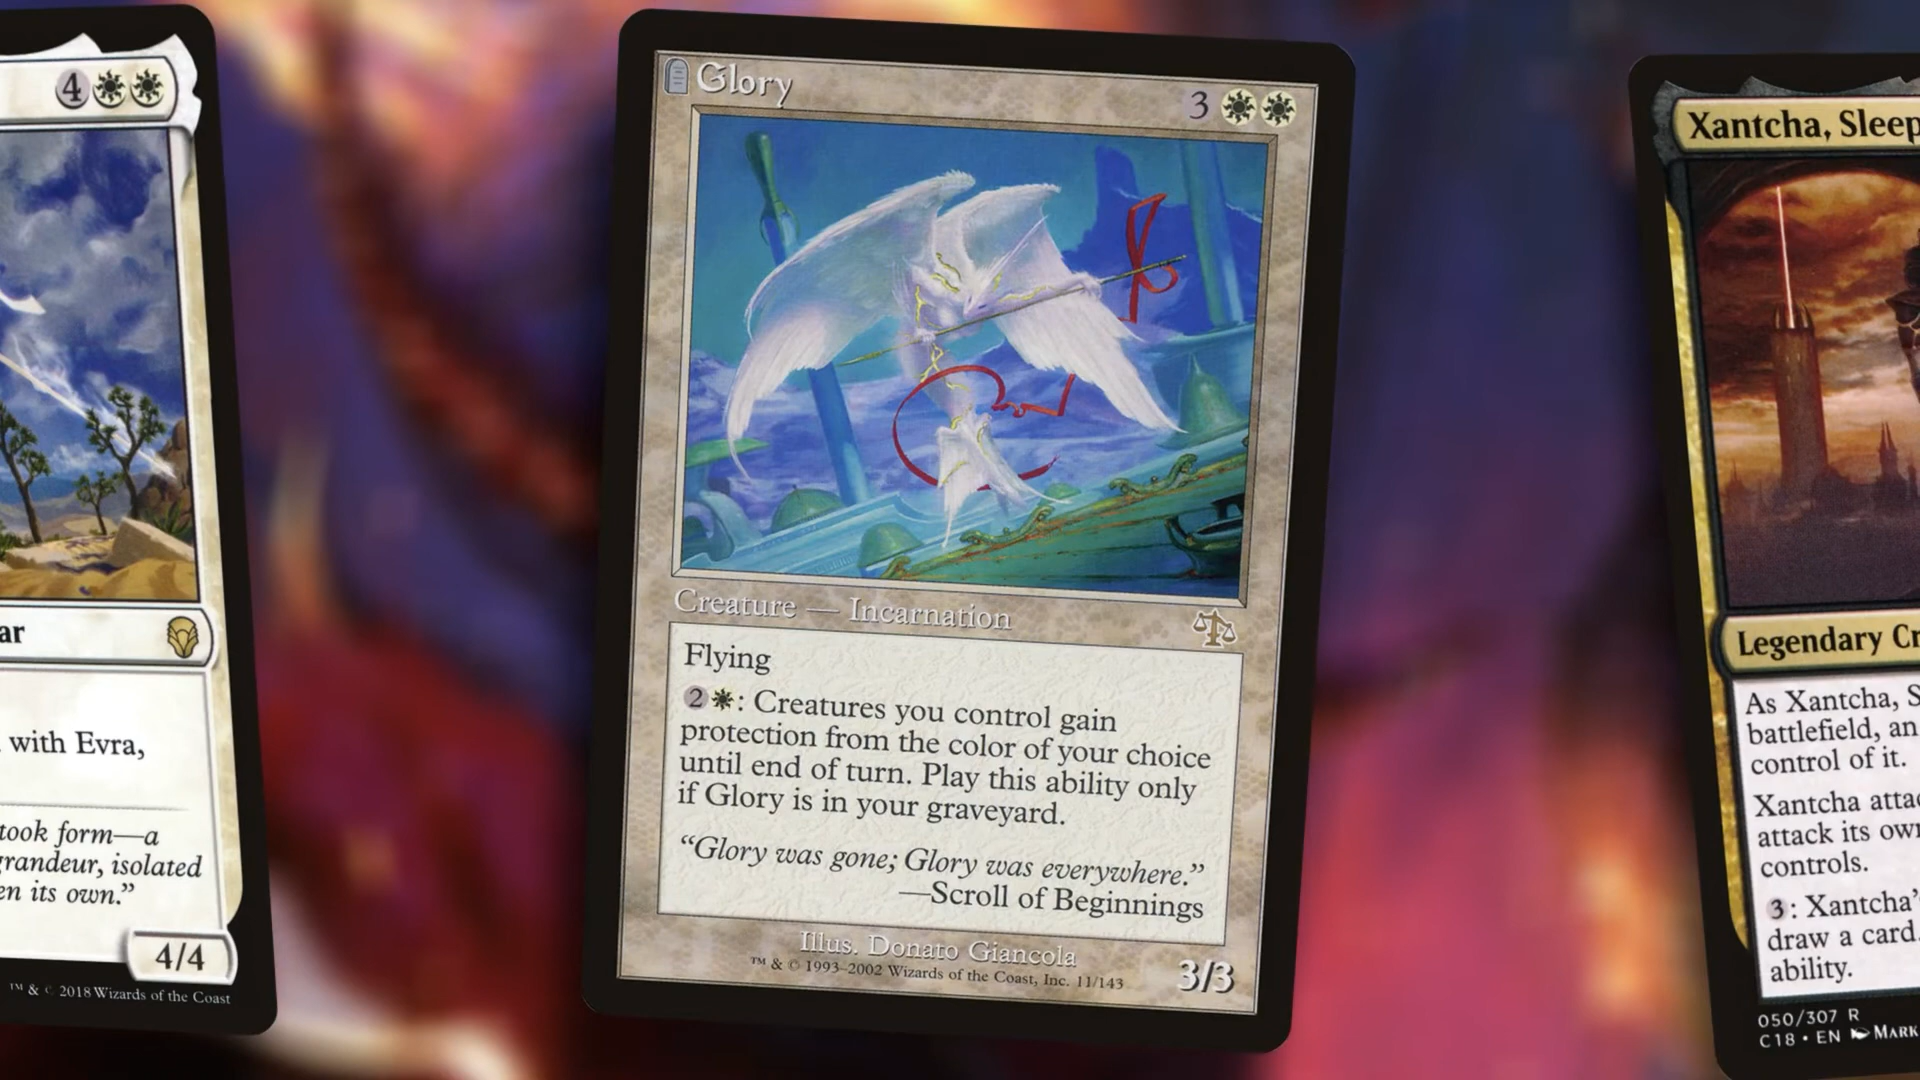 4
ar
with Evra,
took form—a
grandeur, isolated
en its own.”
4/4
™ & © 2018 Wizards of the Coast
Glory
3
Creature — Incarnation
Flying
2 : Creatures you control gain
protection from the color of your choice
until end of turn. Play this ability only
if Glory is in your graveyard.
“Glory was gone; Glory was everywhere.”
—Scroll of Beginnings
Illus. Donato Giancola
™ & © 1993–2002 Wizards of the Coast, Inc. 11/143
3/3
Xantcha, Sleep
Legendary Cr
As Xantcha, S
battlefield, an
control of it.
Xantcha attac
attack its own
controls.
3: Xantcha’s
draw a card.
ability.
050/307 R
C18 • EN MARK